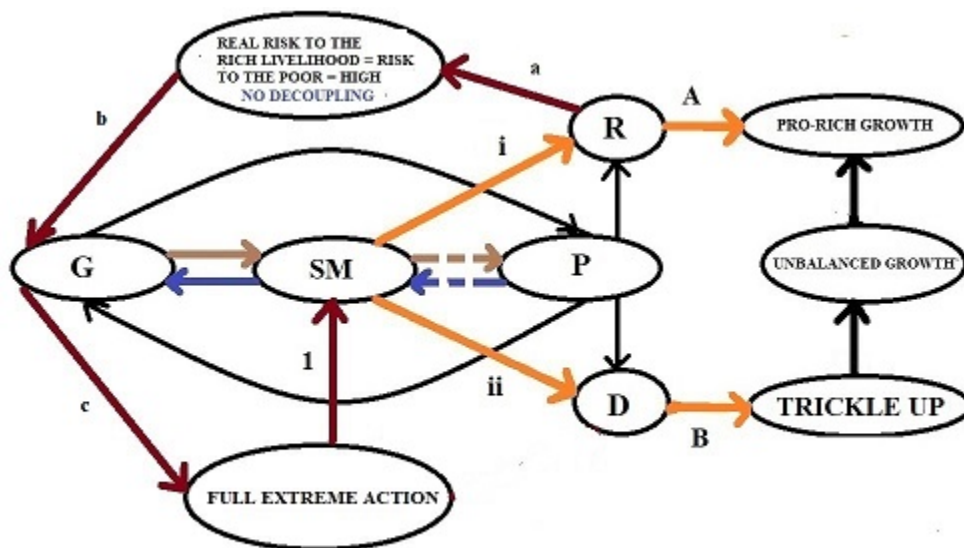 REAL RISK TO THE
RICH LIVELIHOOD = RISK
TO THE POOR = HIGH
NO DECOUPLING
a
R
A
PRO-RICH GROWTH
b
i
G
SM
P
UNBALANCED GROWTH
1
ii
c
D
B
TRICKLE UP
FULL EXTREME ACTION